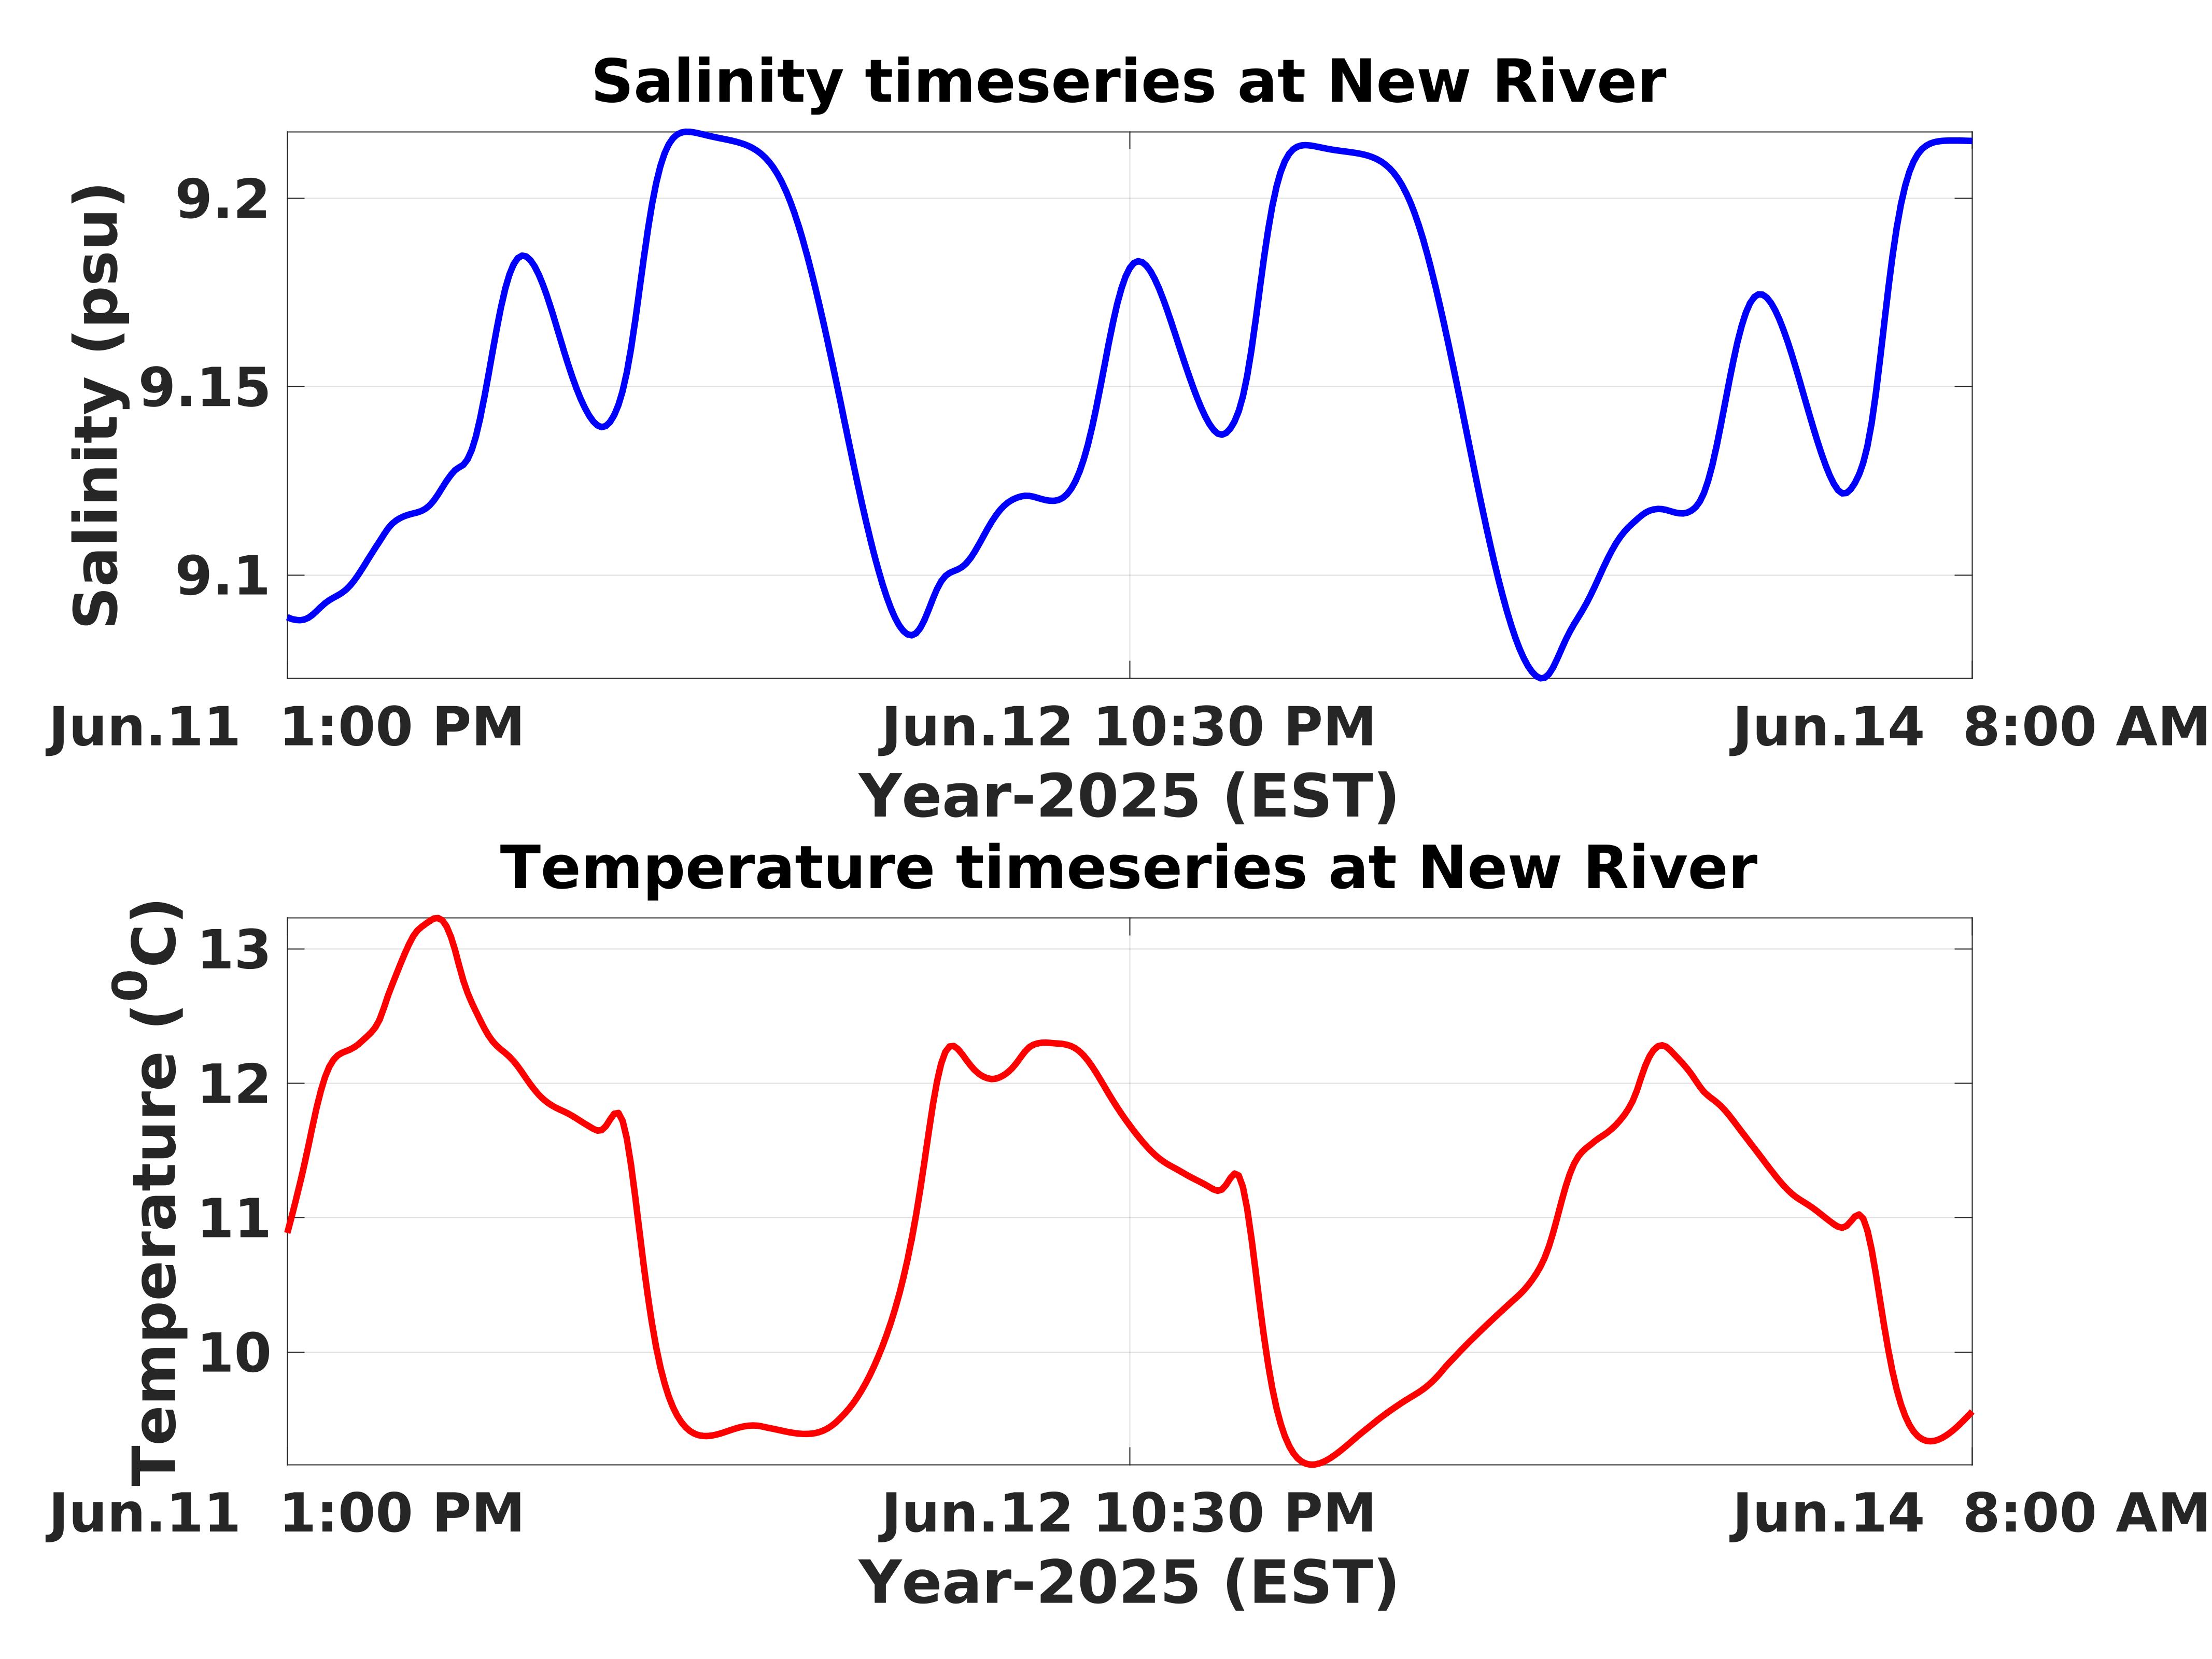 Salinity timeseries at New River
Salinity (psu)
9.2
9.15
9.1
Jun.11  1:00 PM
Jun.12 10:30 PM
Jun.14  8:00 AM
Year-2025 (EST)
Temperature timeseries at New River
Temperature (⁰C)
13
12
11
10
Jun.11  1:00 PM
Jun.12 10:30 PM
Jun.14  8:00 AM
Year-2025 (EST)